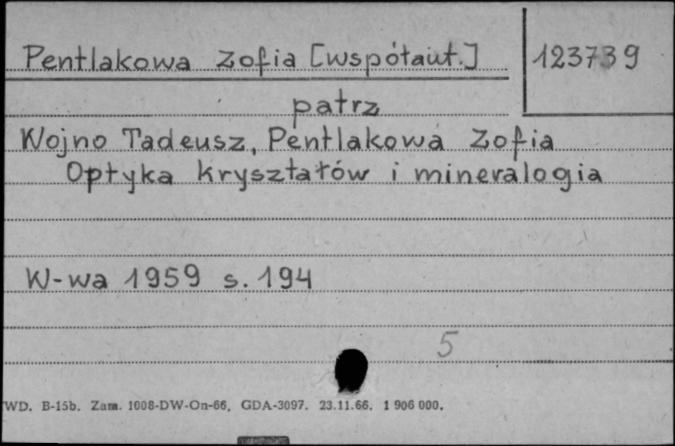 Pentlakowa Zofia [współaut.]
123739
patrz
Wojno Tadeusz, Pentlakowa Zofia
Optyka kryształów i mineralogia
W-wa 1959 s. 194
5
WD. B-15b. Zam. 1008-DW-On-66. GDA-3097. 23.11.66. 1 906 000.